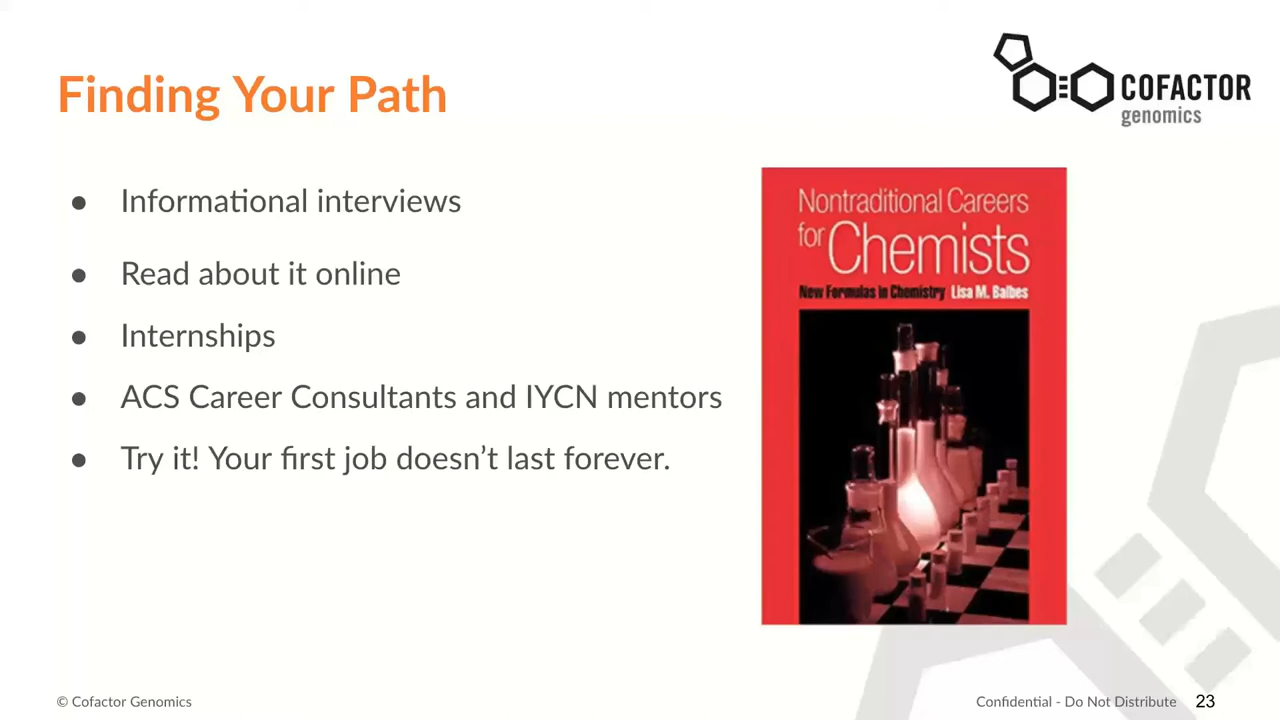 Finding Your Path
COFACTOR
genomics
● Informational interviews
● Read about it online
● Internships
● ACS Career Consultants and IYCN mentors
● Try it! Your first job doesn’t last forever.
Nontraditional Careers
for Chemists
New Formulas in Chemistry Lisa M. Balbes
© Cofactor Genomics
Confidential - Do Not Distribute 23